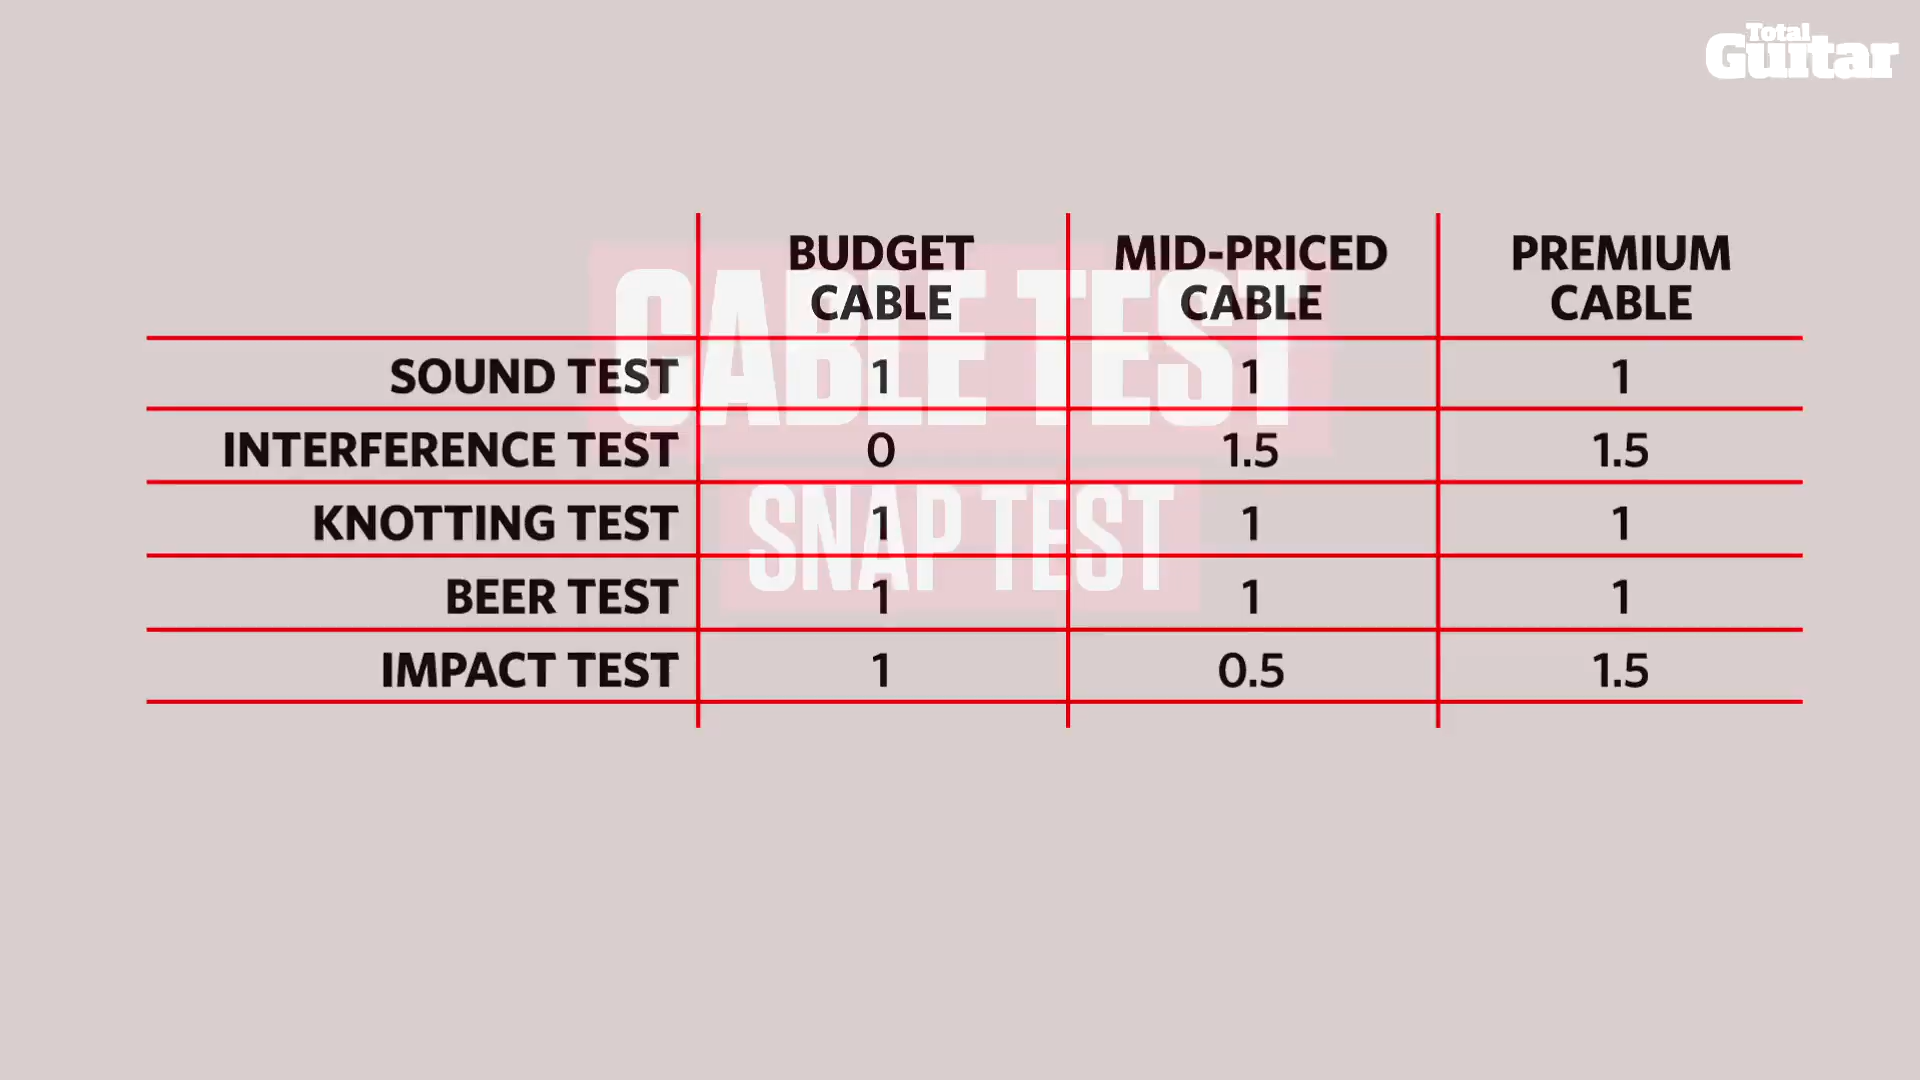 Total
Guitar
BUDGET CABLE MID-PRICED CABLE PREMIUM CABLE
SOUND TEST 1 1 1
INTERFERENCE TEST 0 1.5 1.5
KNOTTING TEST 1 1 1
BEER TEST 1 1 1
IMPACT TEST 1 0.5 1.5
CABLE TEST
SNAP TEST